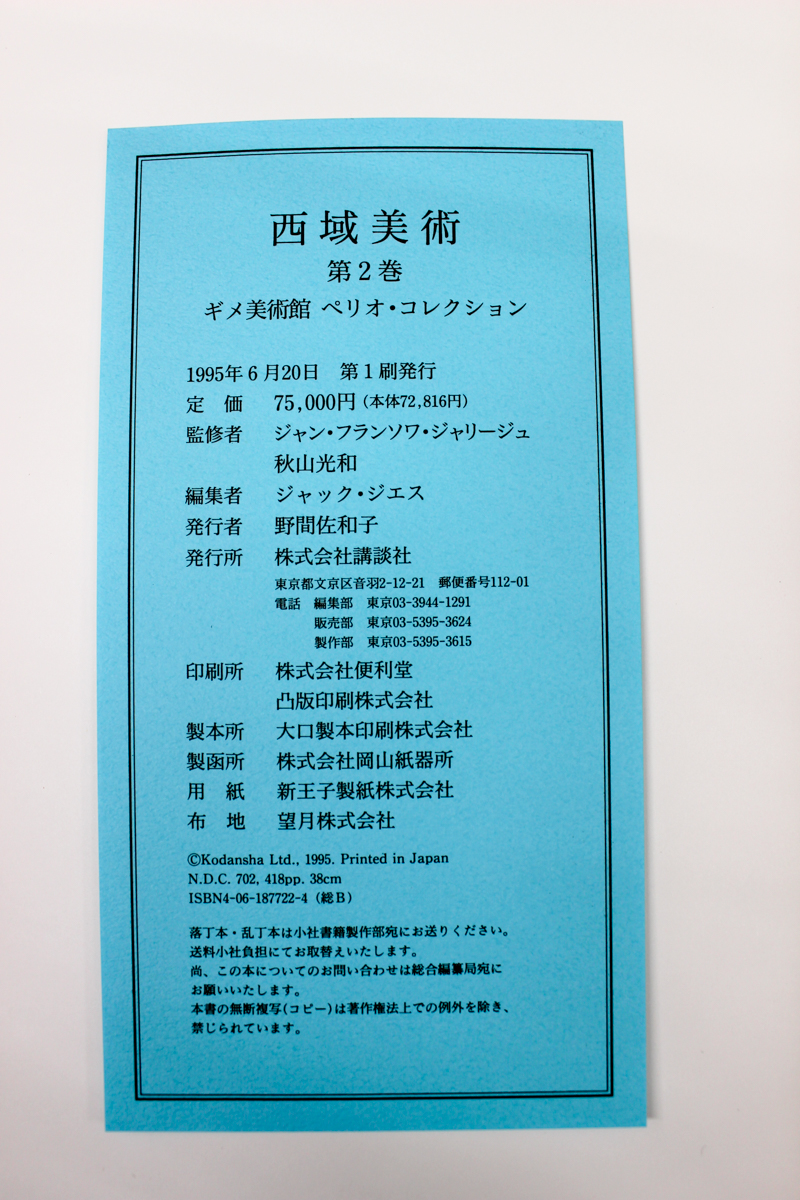 西域美術
第2巻
ギメ美術館 ペリオ・コレクション
1995年6月20日　第1刷発行
定　価　75,000円（本体72,816円）
監修者　ジャン・フランソワ・ジャリージュ
秋山光和
編集者　ジャック・ジエス
発行者　野間佐和子
発行所　株式会社講談社
東京都文京区音羽2-12-21　郵便番号112-01
電話　編集部　東京03-3944-1291
販売部　東京03-5395-3624
製作部　東京03-5395-3615
印刷所　株式会社便利堂
凸版印刷株式会社
製本所　大口製本印刷株式会社
製函所　株式会社岡山紙器所
用　紙　新王子製紙株式会社
布　地　望月株式会社
©Kodansha Ltd., 1995. Printed in Japan
N.D.C. 702, 418pp. 38cm
ISBN4-06-187722-4（総B）
落丁本・乱丁本は小社書籍製作部宛にお送りください。
送料小社負担にてお取替えいたします。
尚、この本についてのお問い合わせは総合編纂局宛に
お願いいたします。
本書の無断複写（コピー）は著作権法上での例外を除き、
禁じられています。